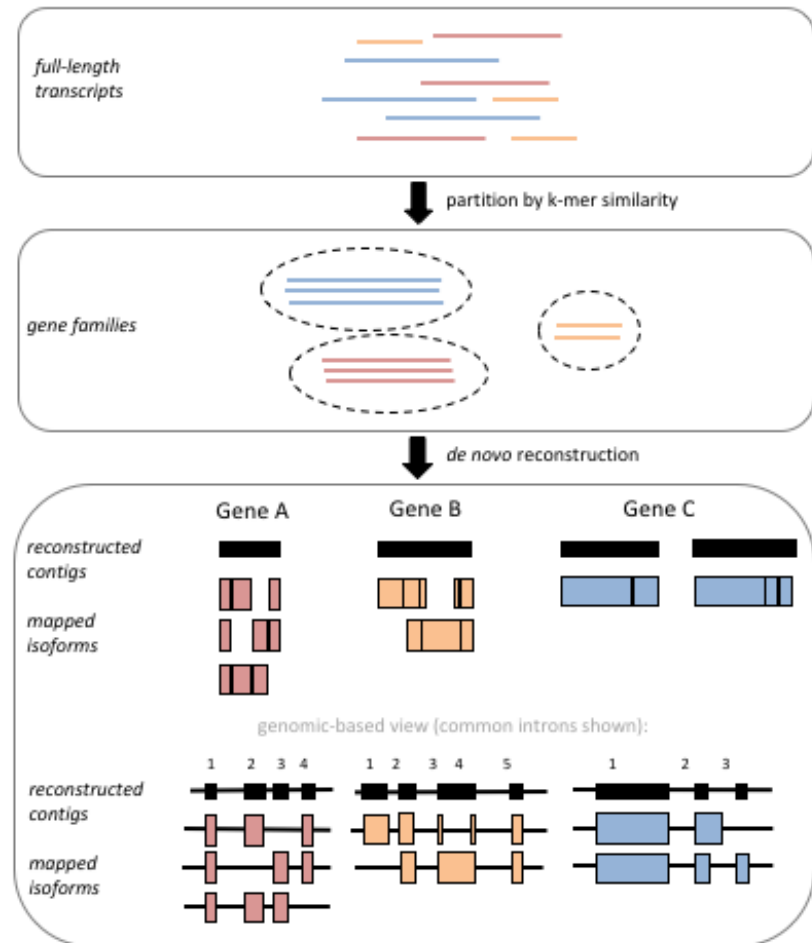 full-length
transcripts
partition by k-mer similarity
gene families
de novo reconstruction
Gene A Gene B Gene C
reconstructed
contigs
mapped
isoforms
genomic-based view (common introns shown):
1 2 3 4 1 2 3 4 5 1 2 3
reconstructed
contigs
mapped
isoforms